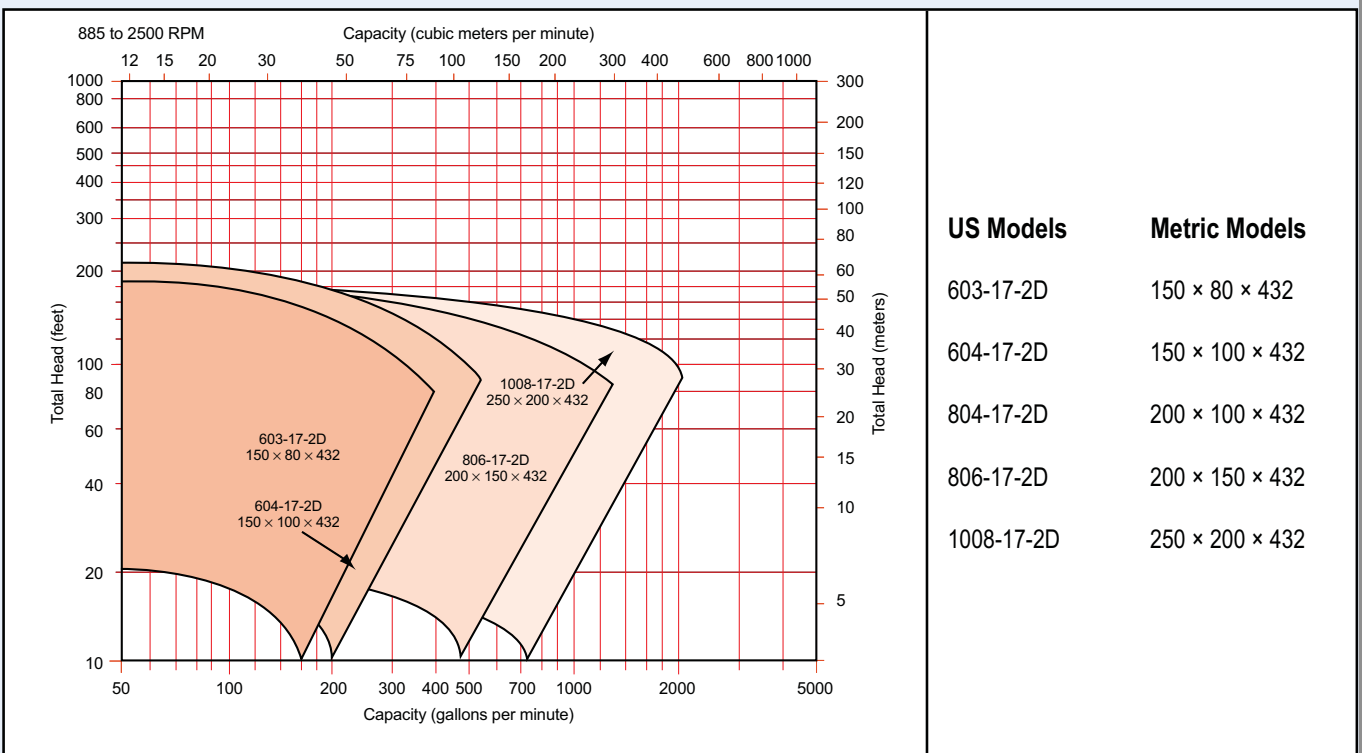 885 to 2500 RPM
Capacity (cubic meters per minute)
12 15 20 30 50 75 100 150 200 300 400 600 800 1000
1000
800
600
500
400
300
200
100
80
60
40
20
10
Total Head (feet)
300
200
150
120
100
80
60
50
40
30
20
15
10
5
Total Head (meters)
1008-17-2D
250 × 200 × 432
603-17-2D
150 × 80 × 432
806-17-2D
200 × 150 × 432
604-17-2D
150 × 100 × 432
50 100 200 300 400 500 700 1000 2000 5000
Capacity (gallons per minute)
US Models Metric Models
603-17-2D 150 × 80 × 432
604-17-2D 150 × 100 × 432
804-17-2D 200 × 100 × 432
806-17-2D 200 × 150 × 432
1008-17-2D 250 × 200 × 432